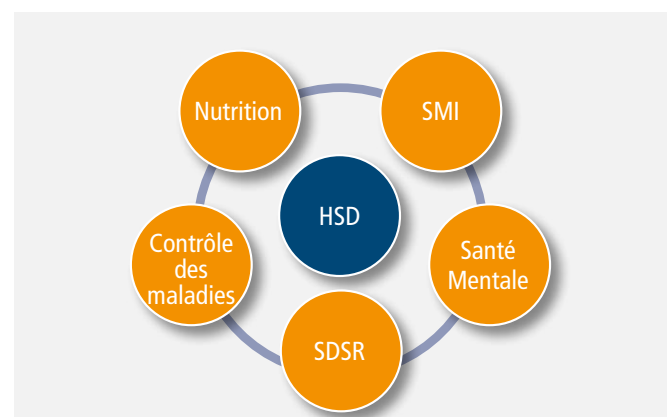 Nutrition
SMI
HSD
Contrôle
des
maladies
Santé
Mentale
SDSR